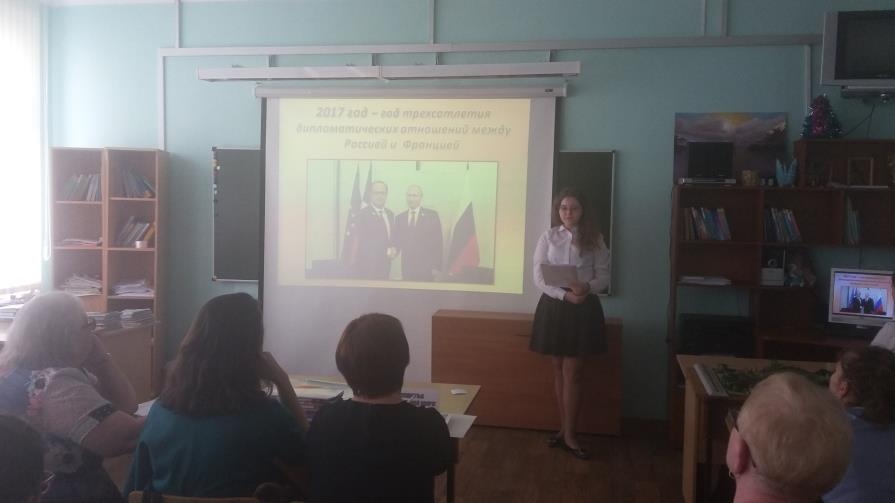 2017 год – год трехсотлетия
дипломатических отношений между
Россией и Францией